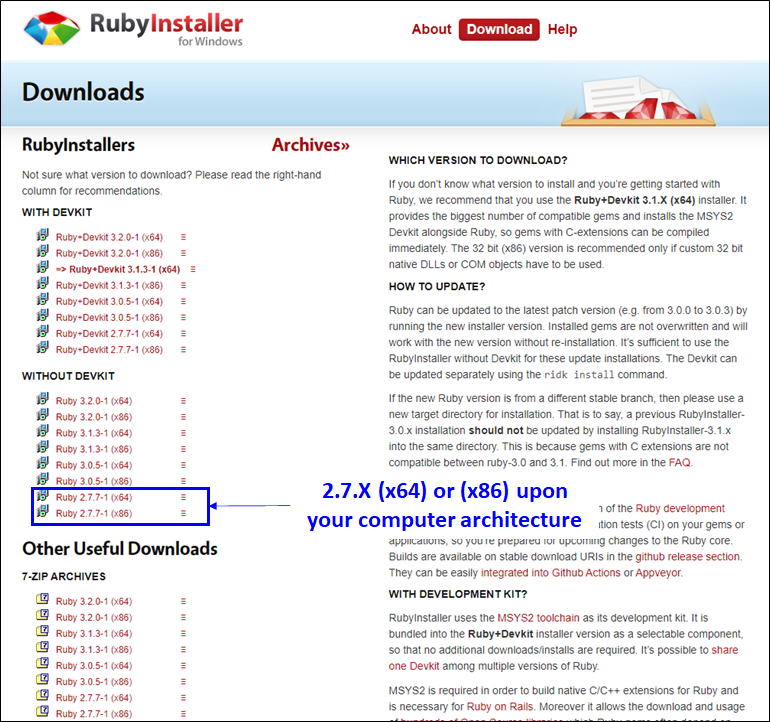 RubyInstaller
for Windows
About Download Help
Downloads
RubyInstallers Archives»
Not sure what version to download? Please read the right-hand
column for recommendations.
WITH DEVKIT
Ruby+Devkit 3.2.0-1 (x64)
Ruby+Devkit 3.2.0-1 (x86)
=> Ruby+Devkit 3.1.3-1 (x64)
Ruby+Devkit 3.1.3-1 (x86)
Ruby+Devkit 3.0.5-1 (x64)
Ruby+Devkit 3.0.5-1 (x86)
Ruby+Devkit 2.7.7-1 (x64)
Ruby+Devkit 2.7.7-1 (x86)
WITHOUT DEVKIT
Ruby 3.2.0-1 (x64)
Ruby 3.2.0-1 (x86)
Ruby 3.1.3-1 (x64)
Ruby 3.1.3-1 (x86)
Ruby 3.0.5-1 (x64)
Ruby 3.0.5-1 (x86)
Ruby 2.7.7-1 (x64)
Ruby 2.7.7-1 (x86)
2.7.X (x64) or (x86) upon
your computer architecture
Other Useful Downloads
7-ZIP ARCHIVES
Ruby 3.2.0-1 (x64)
Ruby 3.2.0-1 (x86)
Ruby 3.1.3-1 (x64)
Ruby 3.1.3-1 (x86)
Ruby 3.0.5-1 (x64)
Ruby 3.0.5-1 (x86)
Ruby 2.7.7-1 (x64)
Ruby 2.7.7-1 (x86)
WHICH VERSION TO DOWNLOAD?
If you don't know what version to install and you're getting started with
Ruby, we recommend that you use the Ruby+Devkit 3.1.X (x64) installer. It
provides the biggest number of compatible gems and installs the MSYS2
Devkit alongside Ruby, so gems with C-extensions can be compiled
immediately. The 32 bit (x86) version is recommended only if custom 32 bit
native DLLs or COM objects have to be used.
HOW TO UPDATE?
Ruby can be updated to the latest patch version (e.g. from 3.0.0 to 3.0.3) by
running the new installer version. Installed gems are not overwritten and will
work with the new version without re-installation. It's sufficient to use the
RubyInstaller without Devkit for these update installations. The Devkit can
be updated separately using the ridk install command.
If the new Ruby version is from a different stable branch, then please use a
new target directory for installation. That is to say, a previous RubyInstaller-
3.0.x installation should not be updated by installing RubyInstaller-3.1.x
into the same directory. This is because gems with C extensions are not
compatible between ruby-3.0 and 3.1. Find out more in the FAQ.
n of the Ruby development
tion tests (CI) on your gems or
applications, so you're prepared for upcoming changes to the Ruby core.
Builds are available on stable download URIs in the github release section.
They can be easily integrated into Github Actions or Appveyor.
WITH DEVELOPMENT KIT?
RubyInstaller uses the MSYS2 toolchain as its development kit. It is
bundled into the Ruby+Devkit installer version as a selectable component,
so that no additional downloads/installs are required. It's possible to share
one Devkit among multiple versions of Ruby.
MSYS2 is required in order to build native C/C++ extensions for Ruby and
is necessary for Ruby on Rails. Moreover it allows the download and usage